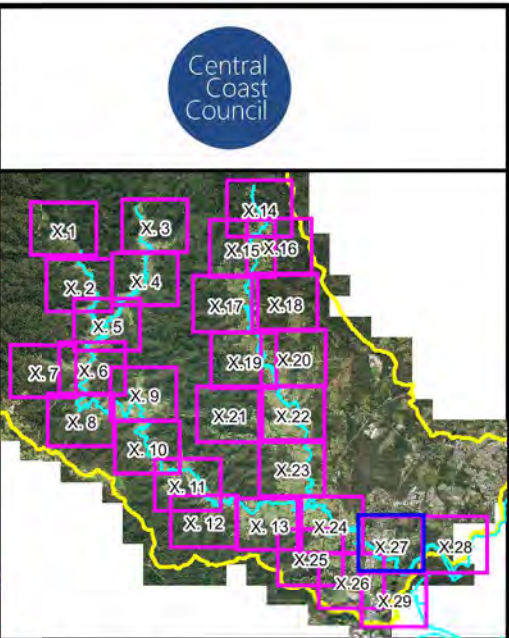 Central
Coast
Council
X.1
X. 3
X.14
X.15
X.16
X. 2
X. 4
X.17
X.18
X. 5
X.19
X.20
X. 7
X. 6
X. 9
X.21
X.22
X. 8
X. 10
X.23
X. 11
X. 12
X. 13
X.24
X.27
X.28
X.25
X.26
X.29